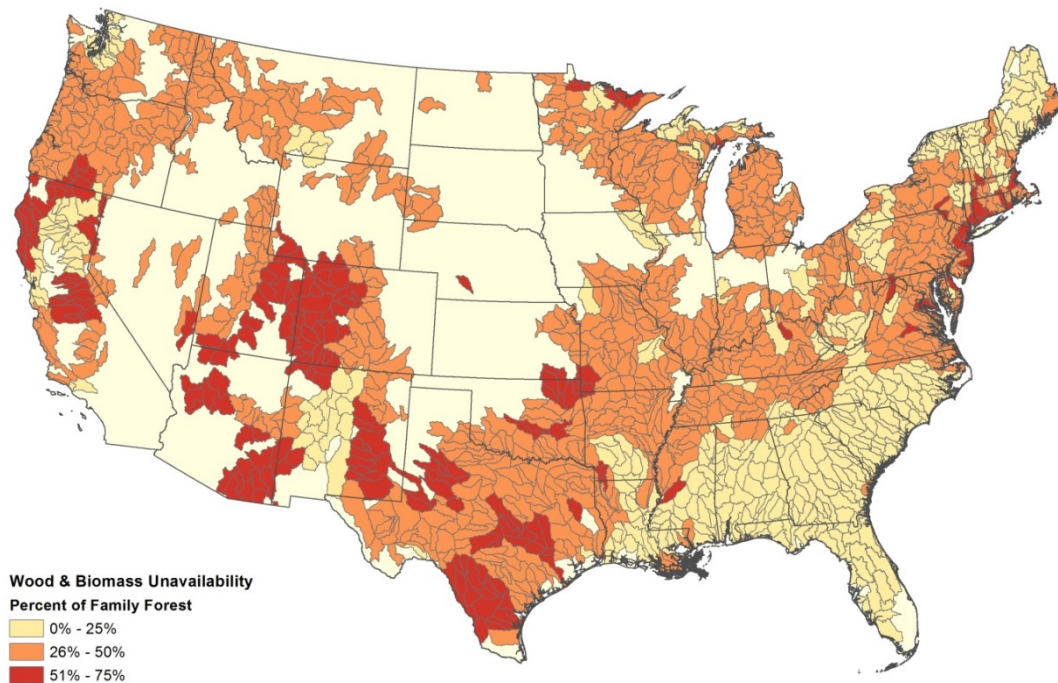 Wood & Biomass Unavailability
Percent of Family Forest
0% - 25%
26% - 50%
51% - 75%